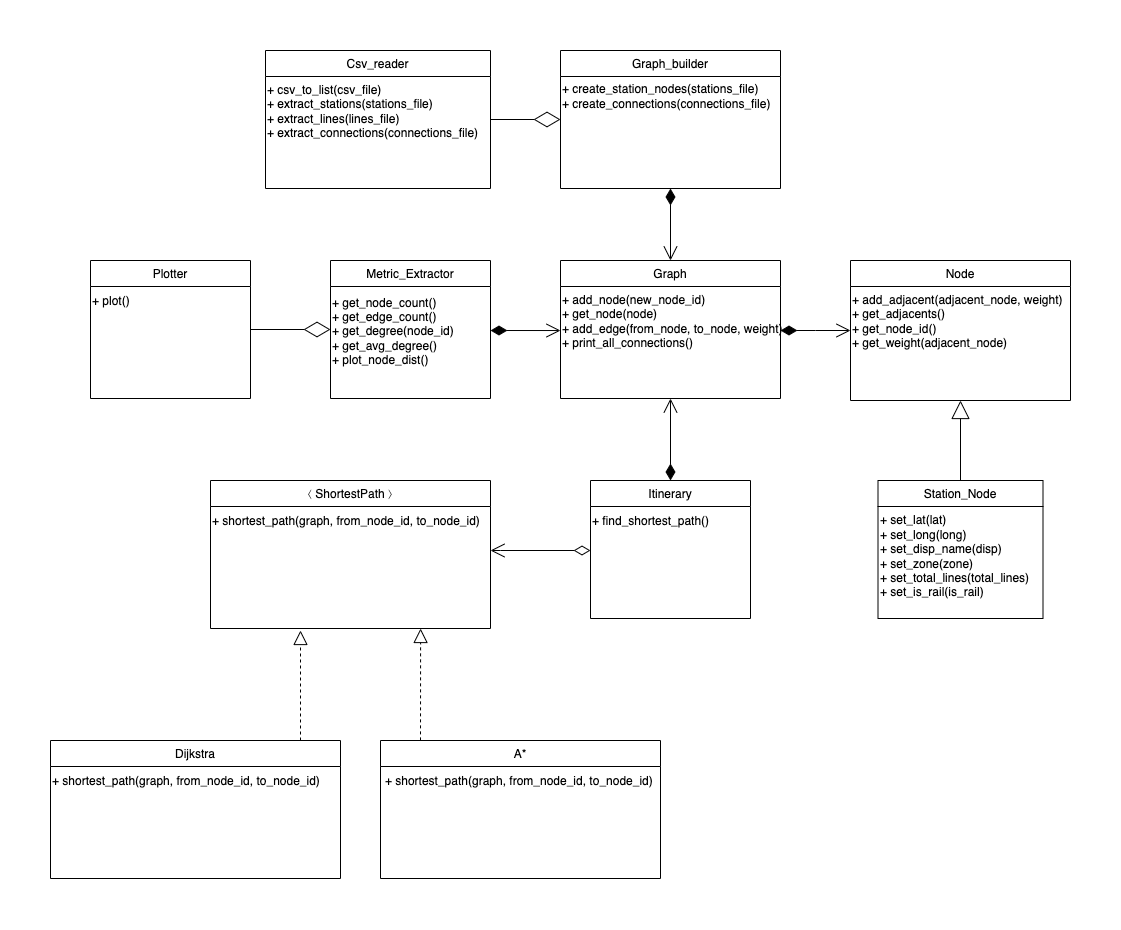 Csv_reader
+ csv_to_list(csv_file)
+ extract_stations(stations_file)
+ extract_lines(lines_file)
+ extract_connections(connections_file)
Graph_builder
+ create_station_nodes(stations_file)
+ create_connections(connections_file)
Plotter
+ plot()
Metric_Extractor
+ get_node_count()
+ get_edge_count()
+ get_degree(node_id)
+ get_avg_degree()
+ plot_node_dist()
Graph
+ add_node(new_node_id)
+ get_node(node)
+ add_edge(from_node, to_node, weight)
+ print_all_connections()
Node
+ add_adjacent(adjacent_node, weight)
+ get_adjacents()
+ get_node_id()
+ get_weight(adjacent_node)
〈 ShortestPath 〉
+ shortest_path(graph, from_node_id, to_node_id)
Itinerary
+ find_shortest_path()
Station_Node
+ set_lat(lat)
+ set_long(long)
+ set_disp_name(disp)
+ set_zone(zone)
+ set_total_lines(total_lines)
+ set_is_rail(is_rail)
Dijkstra
+ shortest_path(graph, from_node_id, to_node_id)
A*
+ shortest_path(graph, from_node_id, to_node_id)